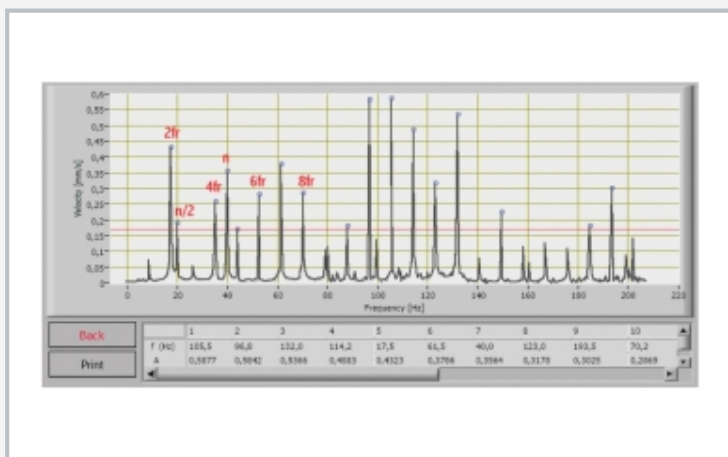 0,6
0,55
0,5
0,45
0,4
0,35
0,3
0,25
0,2
0,15
0,1
0,05
0
Velocity [mm/s]
2fr
n/2
4fr
n
6fr
8fr
0 20 40 60 80 100 120 140 160 180 200 220
Frequency [Hz]
Back
Print
1 2 3 4 5 6 7 8 9 10
f (Hz) 105,5 96,8 132,0 114,2 17,5 61,5 40,0 123,0 193,5 70,2
A 0,5877 0,5842 0,5366 0,4883 0,4323 0,3786 0,3564 0,3178 0,3025 0,2869